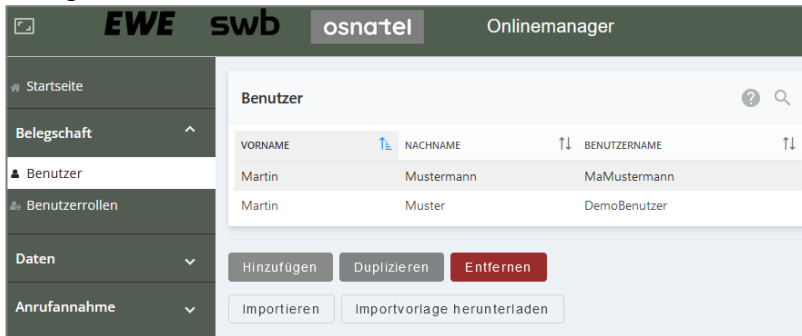 EWE swb osnatel Onlinemanager
Startseite
Belegschaft
Benutzer
Benutzerrollen
Daten
Anrufannahme
Benutzer
VORNAME NACHNAME BENUTZERNAME
Martin Mustermann MaMustermann
Martin Muster DemoBenutzer
Hinzufügen Duplizieren Entfernen
Importieren Importvorlage herunterladen